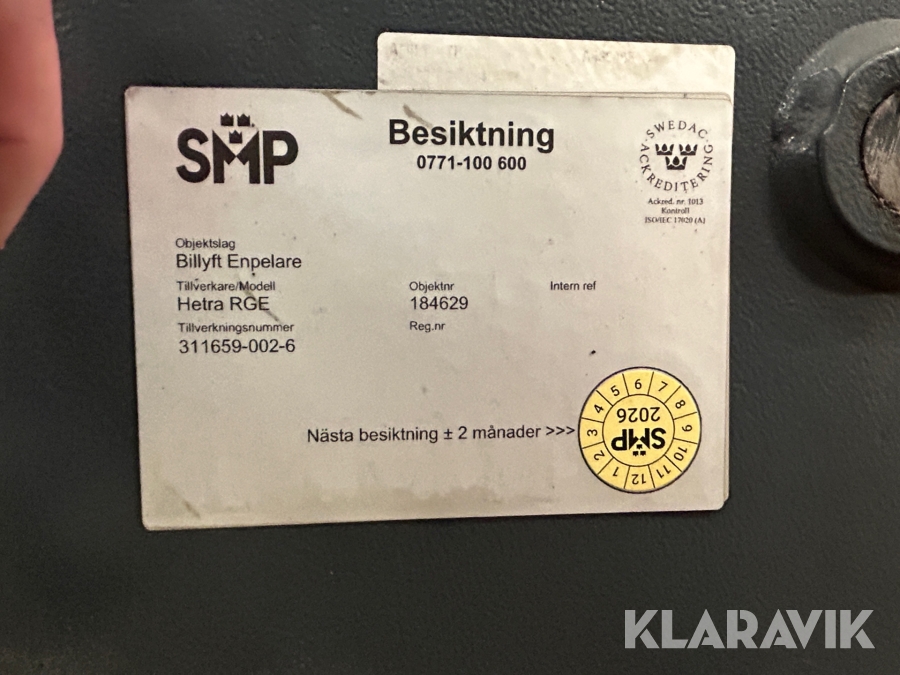 SMP
Besiktning
0771-100 600
SWEDAC
ACKREDITERING
Ackred. nr. 1013
Kontroll
ISO/IEC 17020 (A)
Objektslag
Billyft Enpelare
Tillverkare/Modell
Hetra RGE
Objektnr
184629
Intern ref
Tillverkningsnummer
311659-002-6
Reg.nr
Nästa besiktning ± 2 månader >>>
1 2 3 4 5 6 7 8 9 10 11 12
2026
SMP
KLARAVIK